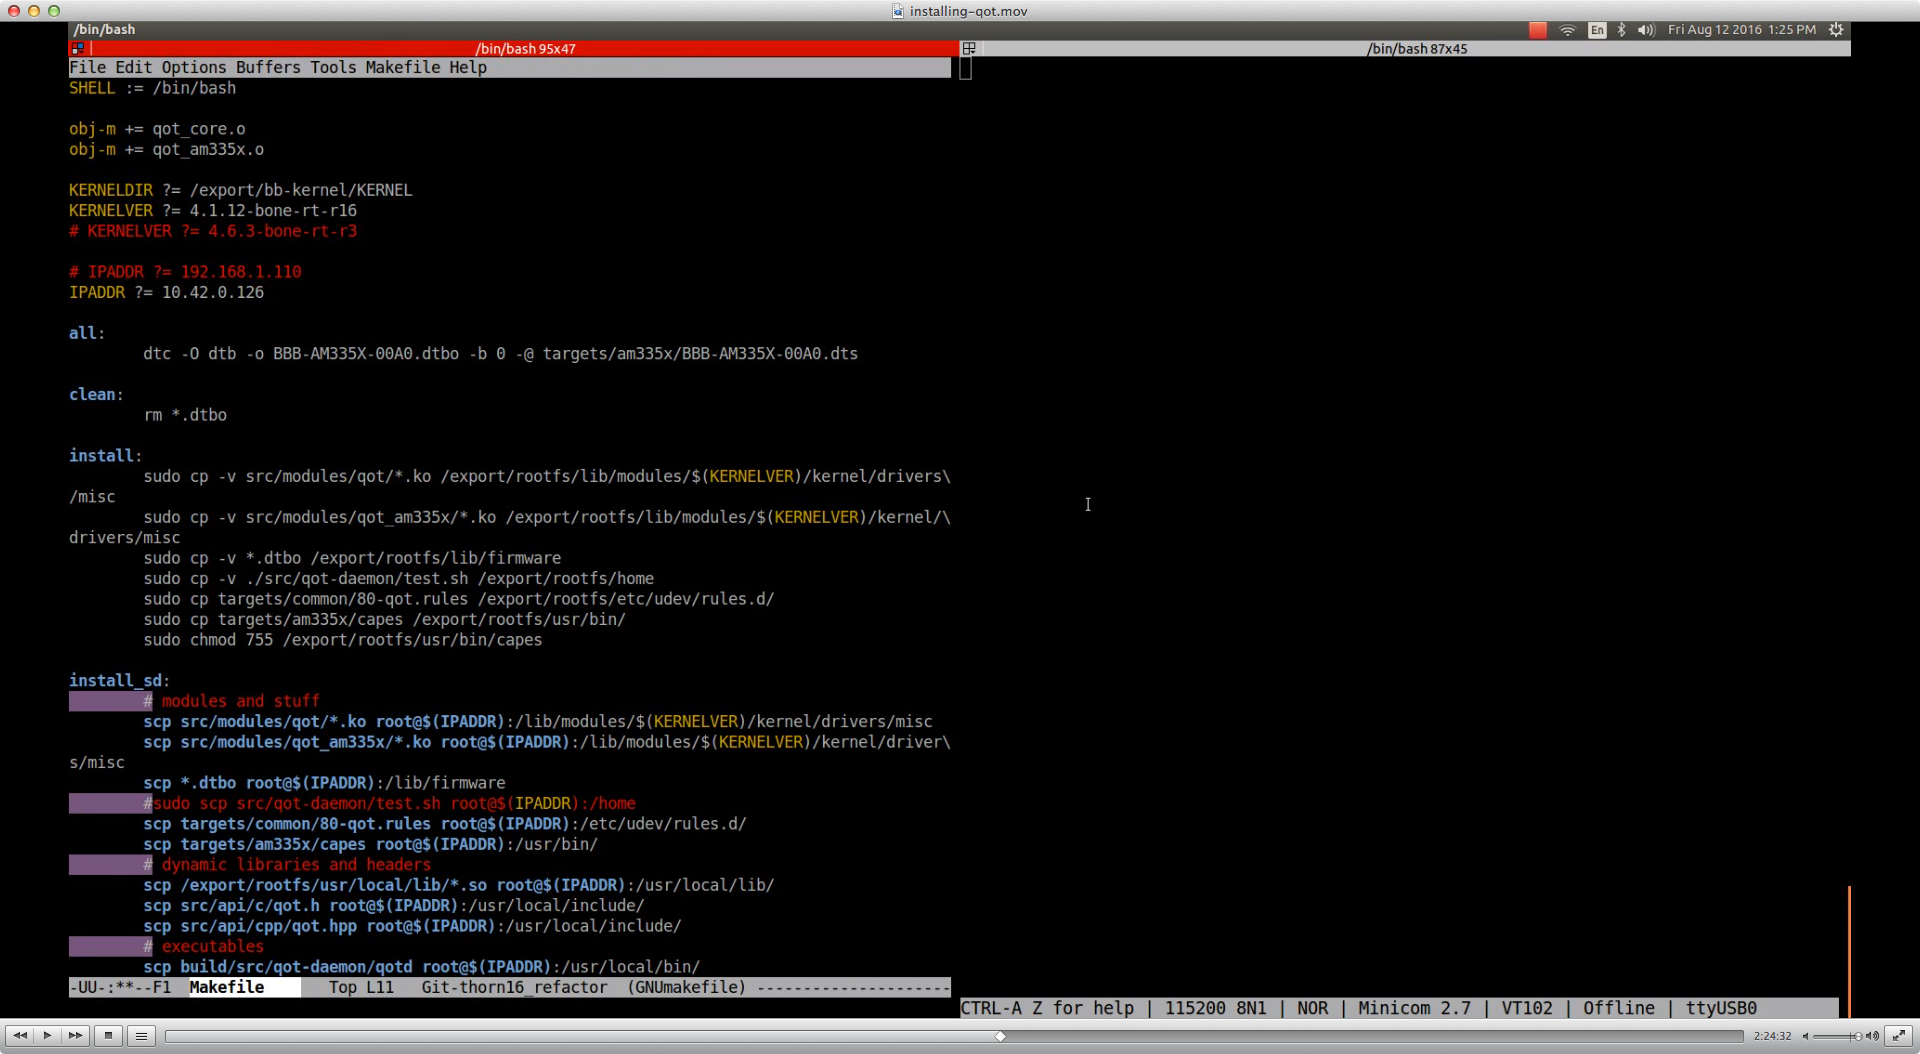 installing-qot.mov
/bin/bash
En
Fri Aug 12 2016 1:25 PM
/bin/bash 95x47
/bin/bash 87x45
File Edit Options Buffers Tools Makefile Help
SHELL := /bin/bash
obj-m += qot_core.o
obj-m += qot_am335x.o
KERNELDIR ?= /export/bb-kernel/KERNEL
KERNELVER ?= 4.1.12-bone-rt-r16
# KERNELVER ?= 4.6.3-bone-rt-r3
# IPADDR ?= 192.168.1.110
IPADDR ?= 10.42.0.126
all:
dtc -O dtb -o BBB-AM335X-00A0.dtbo -b 0 -@ targets/am335x/BBB-AM335X-00A0.dts
clean:
rm *.dtbo
install:
sudo cp -v src/modules/qot/*.ko /export/rootfs/lib/modules/$(KERNELVER)/kernel/drivers\
/misc
sudo cp -v src/modules/qot_am335x/*.ko /export/rootfs/lib/modules/$(KERNELVER)/kernel/\
drivers/misc
sudo cp -v *.dtbo /export/rootfs/lib/firmware
sudo cp -v ./src/qot-daemon/test.sh /export/rootfs/home
sudo cp targets/common/80-qot.rules /export/rootfs/etc/udev/rules.d/
sudo cp targets/am335x/capes /export/rootfs/usr/bin/
sudo chmod 755 /export/rootfs/usr/bin/capes
install_sd:
# modules and stuff
scp src/modules/qot/*.ko root@$(IPADDR):/lib/modules/$(KERNELVER)/kernel/drivers/misc
scp src/modules/qot_am335x/*.ko root@$(IPADDR):/lib/modules/$(KERNELVER)/kernel/driver\
s/misc
scp *.dtbo root@$(IPADDR):/lib/firmware
#sudo scp src/qot-daemon/test.sh root@$(IPADDR):/home
scp targets/common/80-qot.rules root@$(IPADDR):/etc/udev/rules.d/
scp targets/am335x/capes root@$(IPADDR):/usr/bin/
# dynamic libraries and headers
scp /export/rootfs/usr/local/lib/*.so root@$(IPADDR):/usr/local/lib/
scp src/api/c/qot.h root@$(IPADDR):/usr/local/include/
scp src/api/cpp/qot.hpp root@$(IPADDR):/usr/local/include/
# executables
scp build/src/qot-daemon/qotd root@$(IPADDR):/usr/local/bin/
-UU-:**--F1 Makefile Top L11 Git-thorn16_refactor (GNUmakefile) ---------------------
CTRL-A Z for help | 115200 8N1 | NOR | Minicom 2.7 | VT102 | Offline | ttyUSB0
2:24:32